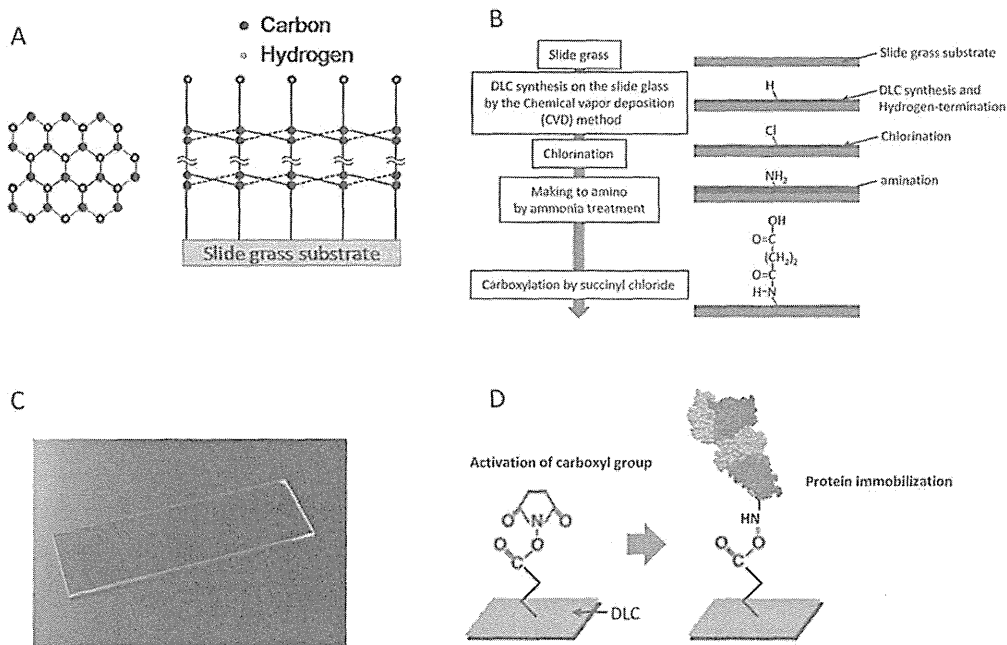 A
Carbon
Hydrogen
Slide grass substrate
B
Slide grass
DLC synthesis on the slide glass
by the Chemical vapor deposition
(CVD) method
Chlorination
Making to amino
by ammonia treatment
Carboxylation by succinyl chloride
Slide grass substrate
H
DLC synthesis and
Hydrogen-termination
Cl
Chlorination
NH₂
amination
OH
O=C
(CH₂)₂
O=C
H-N
C
D
Activation of carboxyl group
O N O
O
O C
DLC
Protein immobilization
HN
O O
C